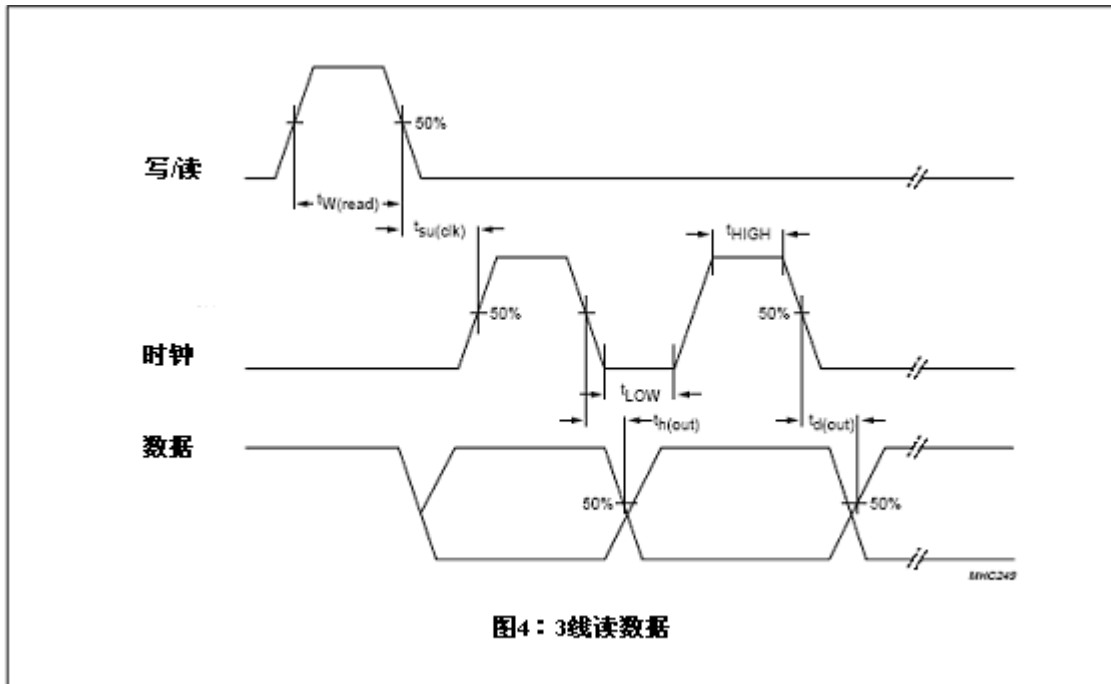 50%
写/读
tW(read)
tsu(clk)
tHIGH
50%
50%
时钟
tLOW
th(out)
td(out)
数据
50%
50%
MHC249
图4：3线读数据